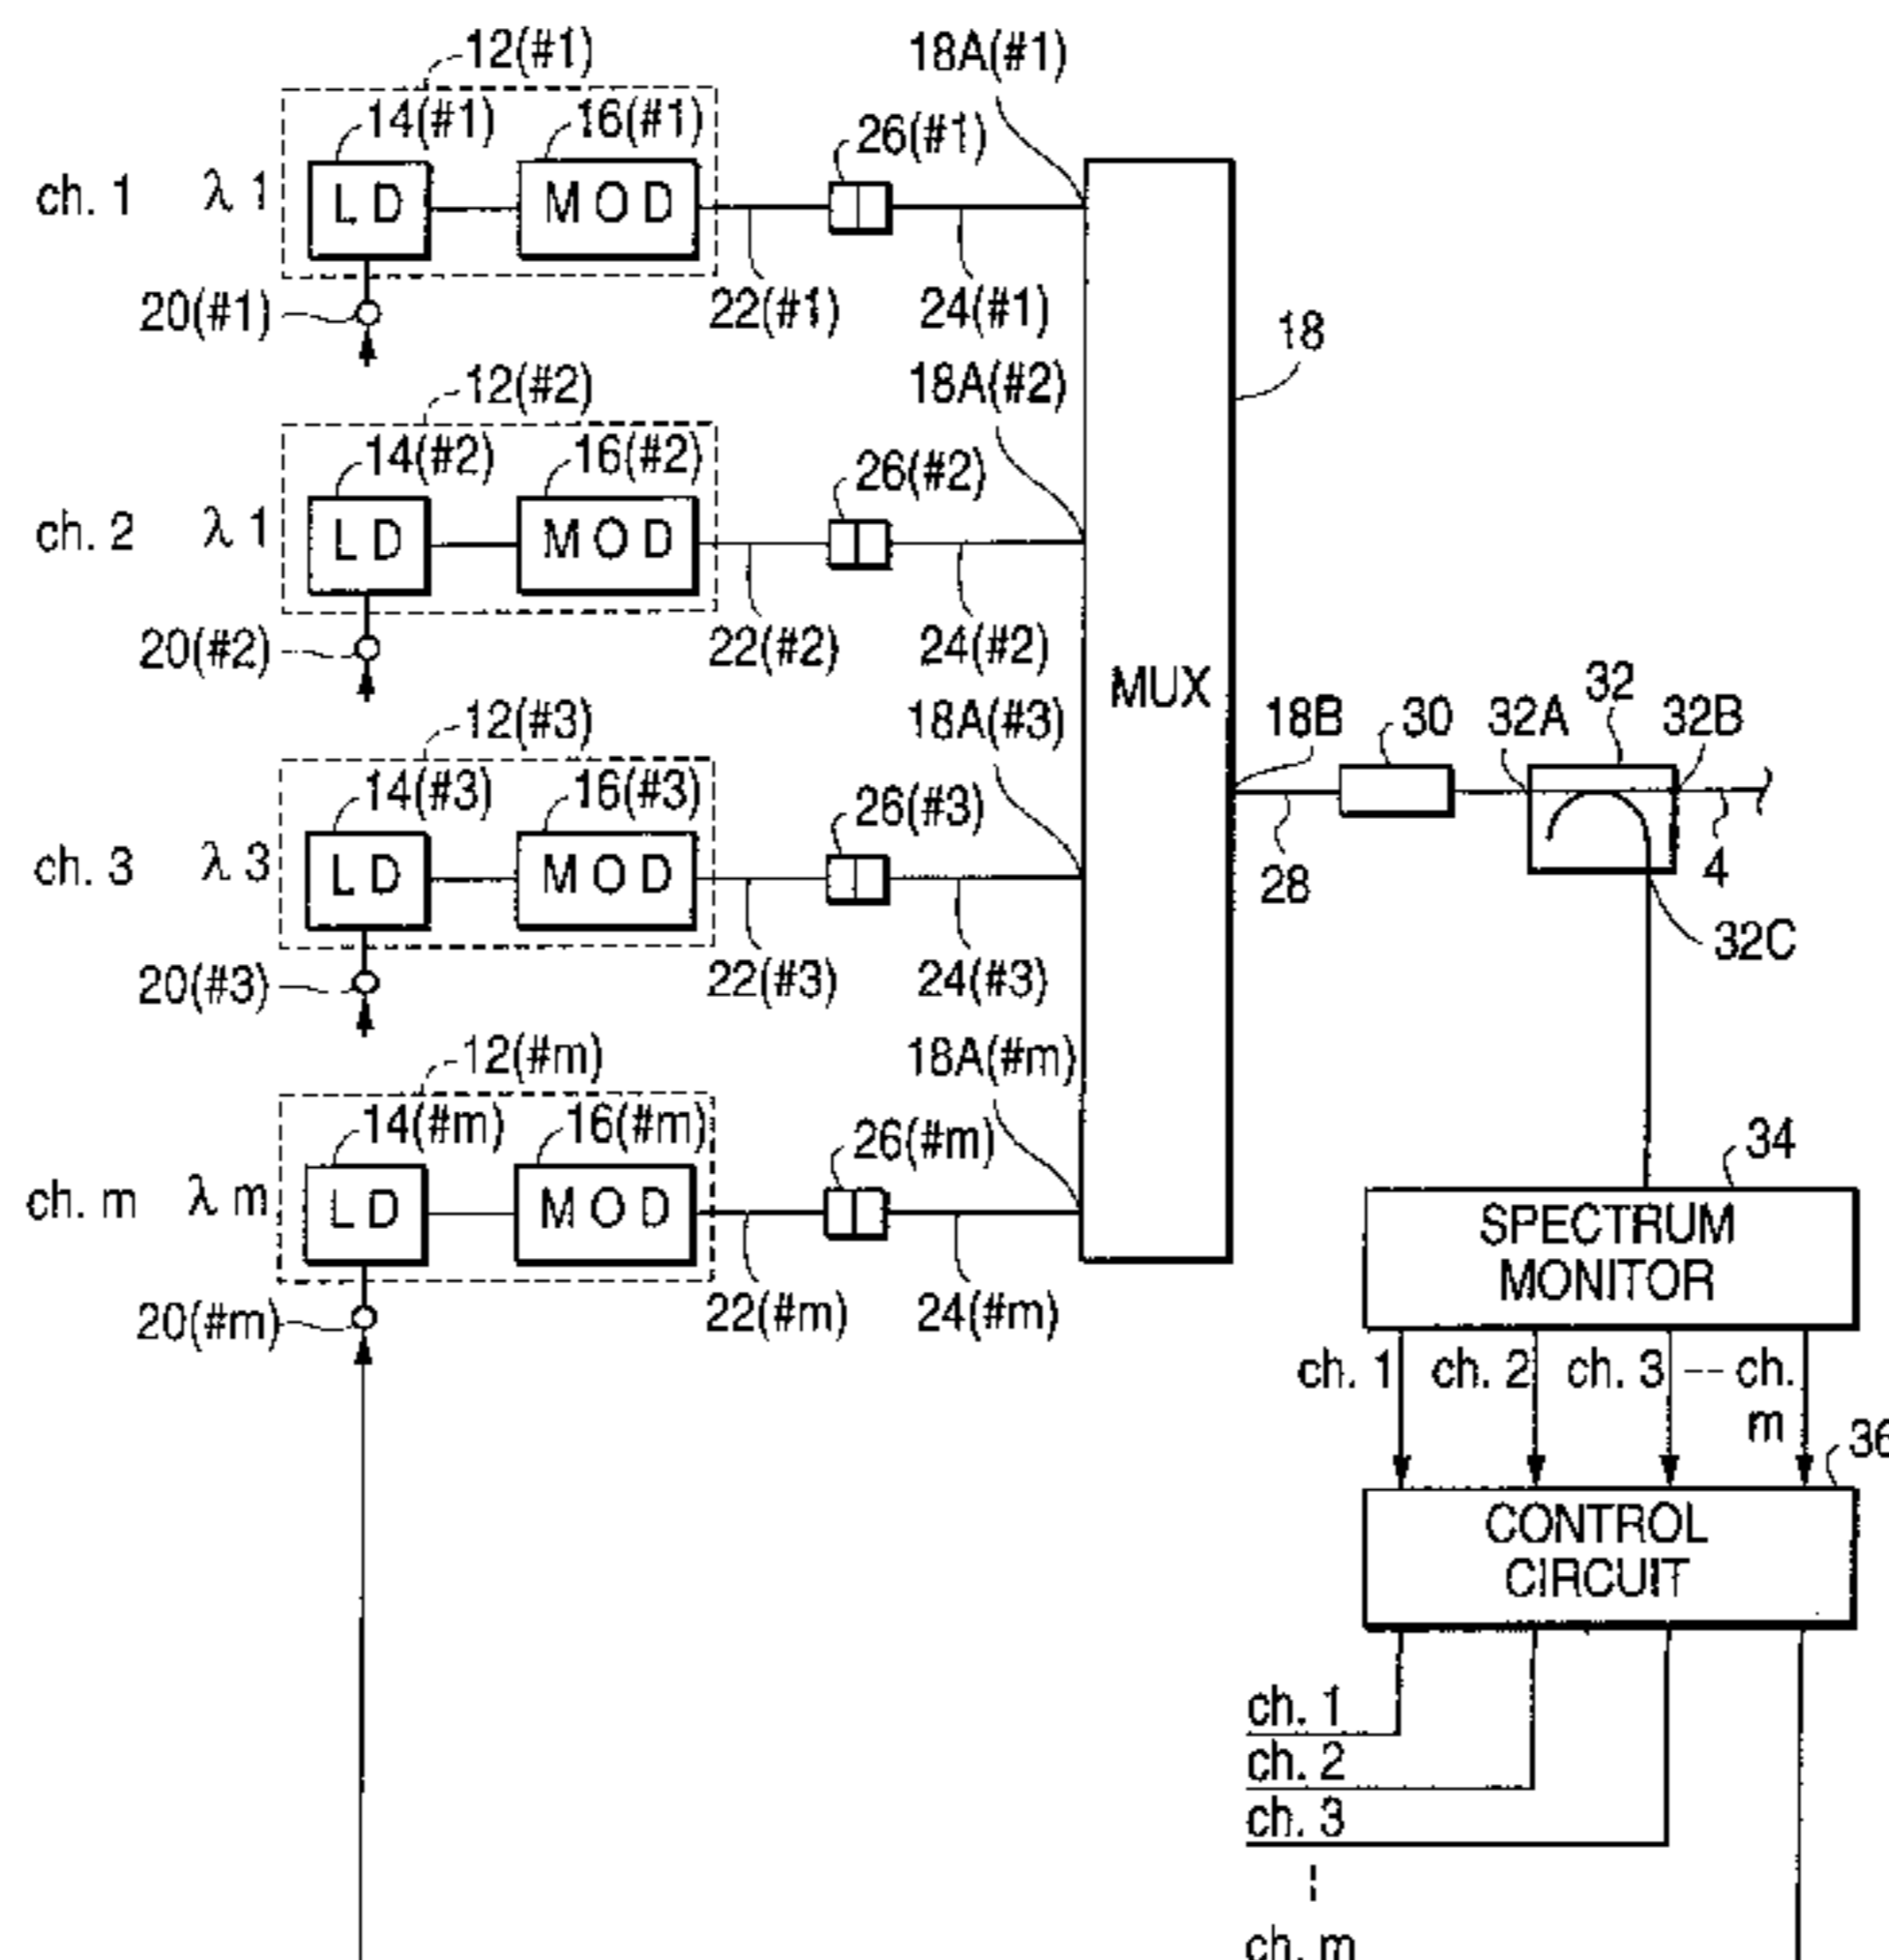 12(#1)
18A(#1)
14(#1)
16(#1)
26(#1)
ch. 1
λ 1
LD
MOD
20(#1)
22(#1)
24(#1)
18
12(#2)
18A(#2)
14(#2)
16(#2)
26(#2)
ch. 2
λ 1
LD
MOD
20(#2)
22(#2)
24(#2)
MUX
12(#3)
18A(#3)
18B
30
32A
32
32B
14(#3)
16(#3)
26(#3)
ch. 3
λ 3
LD
MOD
28
4
32C
20(#3)
22(#3)
24(#3)
12(#m)
18A(#m)
14(#m)
16(#m)
26(#m)
34
ch. m
λ m
LD
MOD
SPECTRUM
MONITOR
20(#m)
22(#m)
24(#m)
ch. 1
ch. 2
ch. 3
-- ch.
m
36
CONTROL
CIRCUIT
ch. 1
ch. 2
ch. 3
ch. m